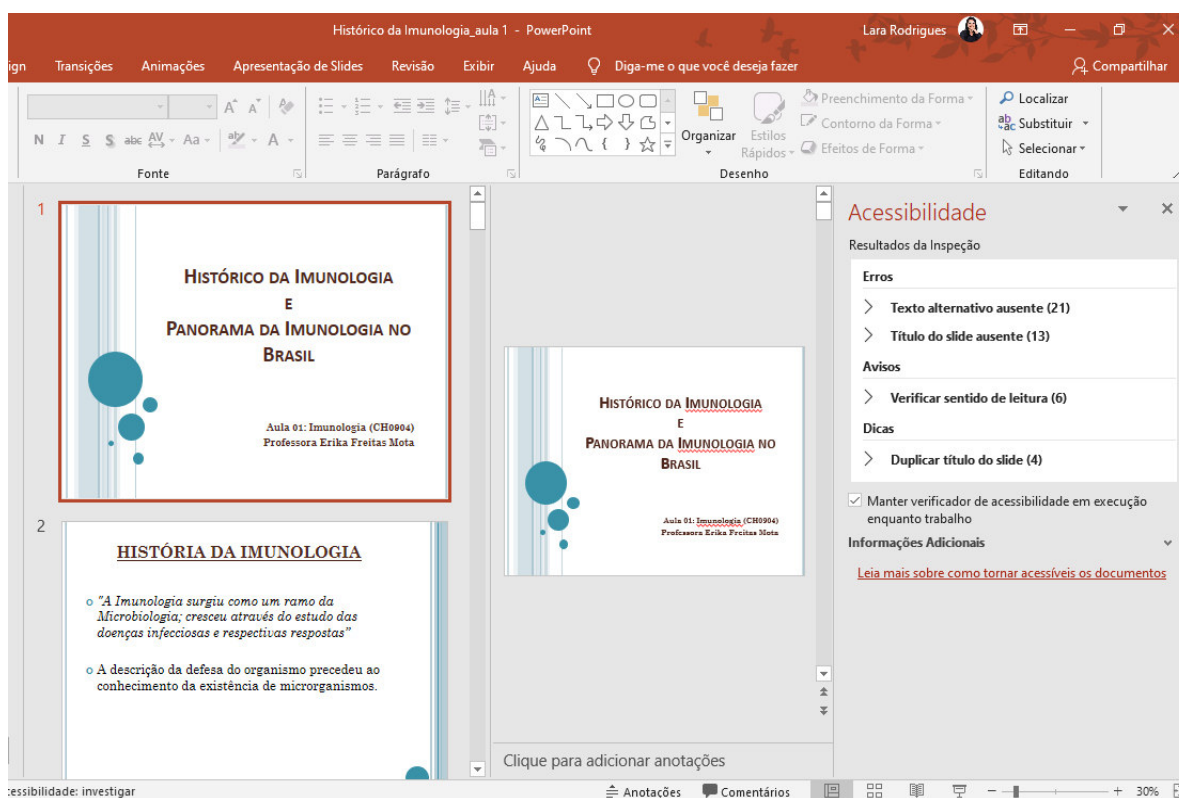 Histórico da Imunologia_aula 1 - PowerPoint
Lara Rodrigues
ign Transições Animações Apresentação de Slides Revisão Exibir Ajuda Diga-me o que você deseja fazer Compartilhar
N I S S abc AV Aa A
Fonte Parágrafo
Organizar Estilos Rápidos
Preenchimento da Forma
Contorno da Forma
Efeitos de Forma
Desenho
Localizar
Substituir
Selecionar
Editando
1
HISTÓRICO DA IMUNOLOGIA
E
PANORAMA DA IMUNOLOGIA NO
BRASIL
Aula 01: Imunologia (CH0904)
Professora Erika Freitas Mota
2
HISTÓRIA DA IMUNOLOGIA
"A Imunologia surgiu como um ramo da
Microbiologia; cresceu através do estudo das
doenças infecciosas e respectivas respostas"
A descrição da defesa do organismo precedeu ao
conhecimento da existência de microrganismos.
HISTÓRICO DA IMUNOLOGIA
E
PANORAMA DA IMUNOLOGIA NO
BRASIL
Aula 01: Imunologia (CH0904)
Professora Erika Freitas Mota
Clique para adicionar anotações
Acessibilidade
Resultados da Inspeção
Erros
Texto alternativo ausente (21)
Título do slide ausente (13)
Avisos
Verificar sentido de leitura (6)
Dicas
Duplicar título do slide (4)
Manter verificador de acessibilidade em execução
enquanto trabalho
Informações Adicionais
Leia mais sobre como tornar acessíveis os documentos
cessibilidade: investigar
Anotações Comentários 30%